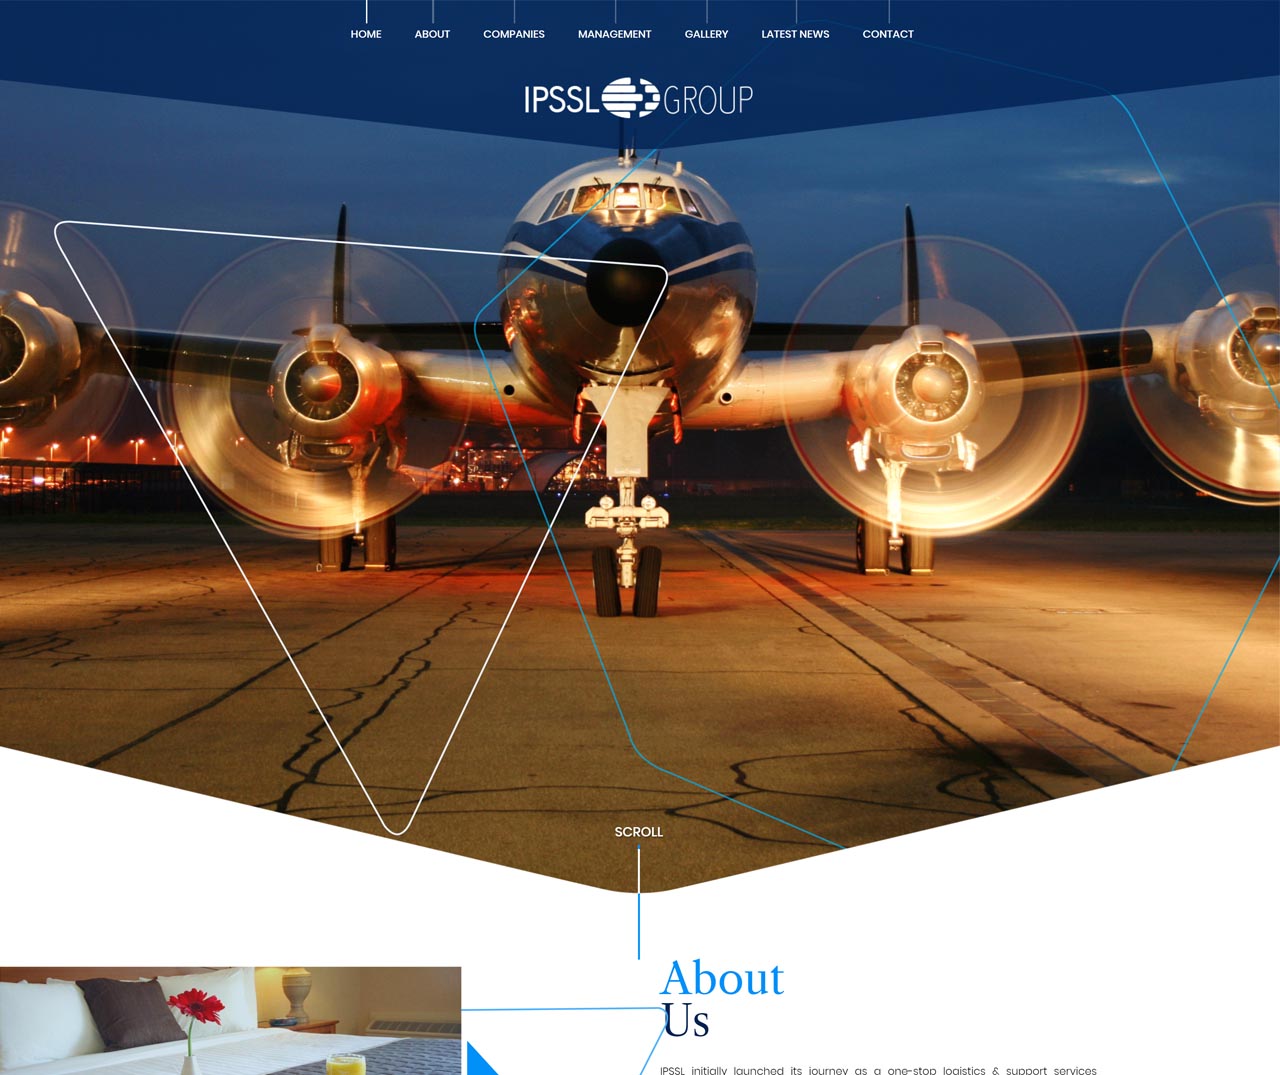 HOME ABOUT COMPANIES MANAGEMENT GALLERY LATEST NEWS CONTACT
IPSSL GROUP
SCROLL
About
Us
IPSSL initially launched its journey as a one-stop logistics & support services